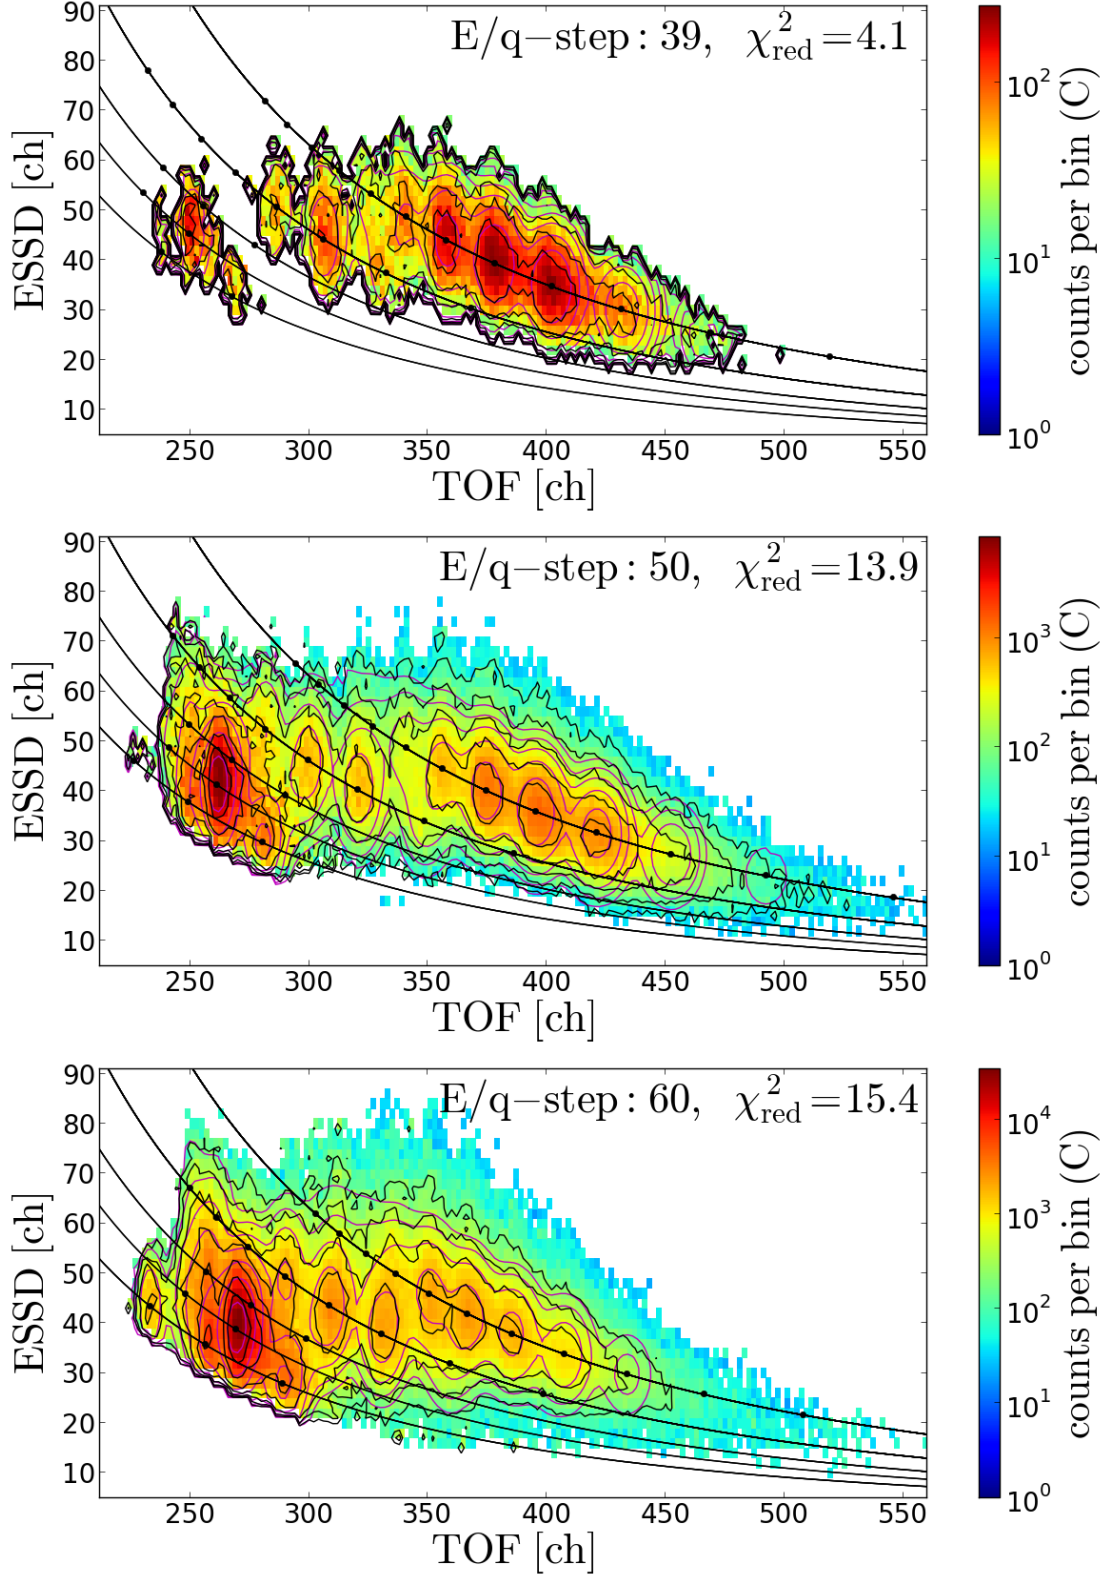 E/q−step: 39, χ²red=4.1
90
80
70
60
50
40
30
20
10
ESSD [ch]
250 300 350 400 450 500 550
TOF [ch]
10²
10¹
10⁰
counts per bin (C)
E/q−step: 50, χ²red=13.9
90
80
70
60
50
40
30
20
10
ESSD [ch]
250 300 350 400 450 500 550
TOF [ch]
10³
10²
10¹
10⁰
counts per bin (C)
E/q−step: 60, χ²red=15.4
90
80
70
60
50
40
30
20
10
ESSD [ch]
250 300 350 400 450 500 550
TOF [ch]
10⁴
10³
10²
10¹
10⁰
counts per bin (C)